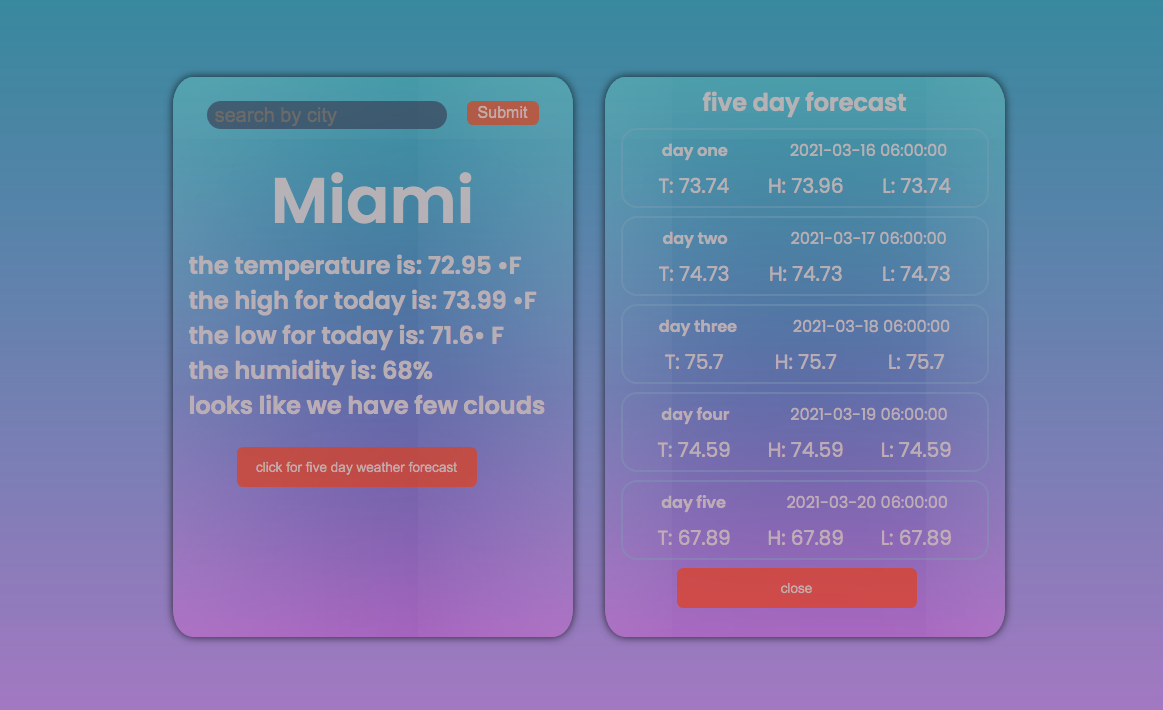 search by city
Submit
Miami
the temperature is: 72.95 •F
the high for today is: 73.99 •F
the low for today is: 71.6• F
the humidity is: 68%
looks like we have few clouds
click for five day weather forecast
five day forecast
day one 2021-03-16 06:00:00
T: 73.74 H: 73.96 L: 73.74
day two 2021-03-17 06:00:00
T: 74.73 H: 74.73 L: 74.73
day three 2021-03-18 06:00:00
T: 75.7 H: 75.7 L: 75.7
day four 2021-03-19 06:00:00
T: 74.59 H: 74.59 L: 74.59
day five 2021-03-20 06:00:00
T: 67.89 H: 67.89 L: 67.89
close